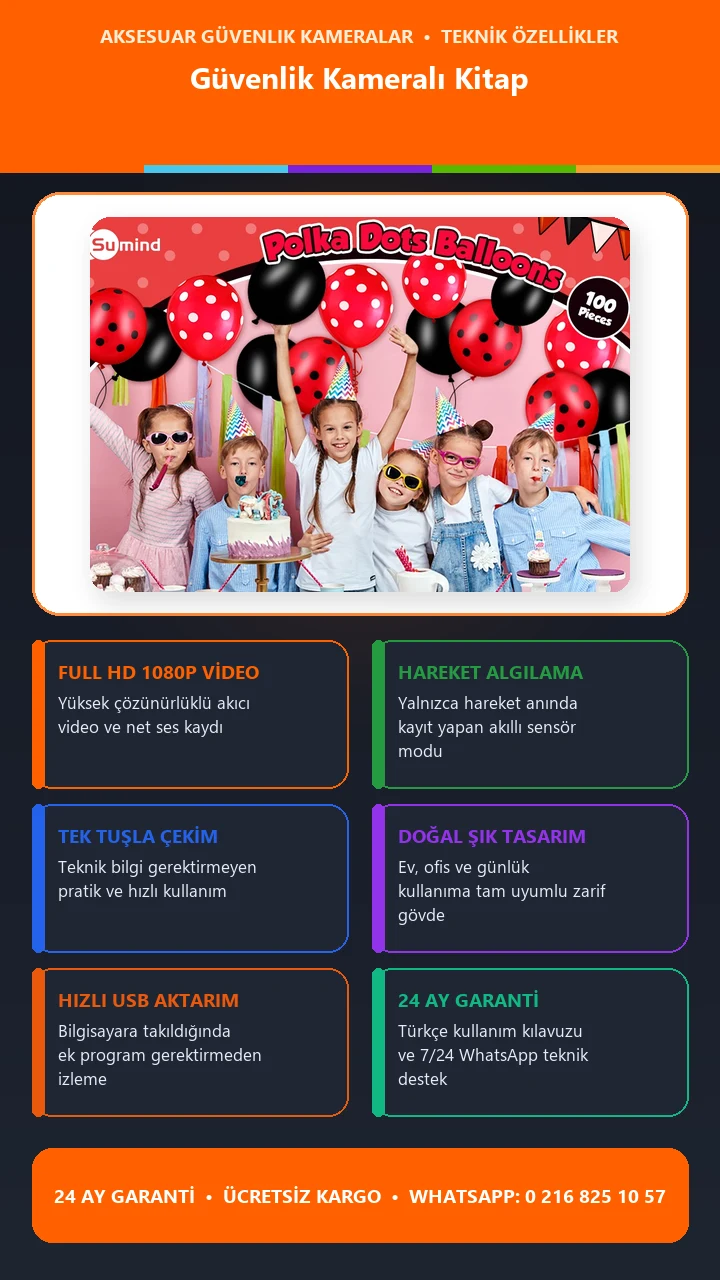 AKSESUAR GÜVENLIK KAMERALAR • TEKNİK ÖZELLİKLER
Güvenlik Kameralı Kitap
Sumind
Polka Dots Balloons
100
Pieces
FULL HD 1080P VİDEO
Yüksek çözünürlüklü akıcı
video ve net ses kaydı
HAREKET ALGILAMA
Yalnızca hareket anında
kayıt yapan akıllı sensör
modu
TEK TUŞLA ÇEKİM
Teknik bilgi gerektirmeyen
pratik ve hızlı kullanım
DOĞAL ŞIK TASARIM
Ev, ofis ve günlük
kullanıma tam uyumlu zarif
gövde
HIZLI USB AKTARIM
Bilgisayara takıldığında
ek program gerektirmeden
izleme
24 AY GARANTİ
Türkçe kullanım kılavuzu
ve 7/24 WhatsApp teknik
destek
24 AY GARANTİ • ÜCRETSİZ KARGO • WHATSAPP: 0 216 825 10 57